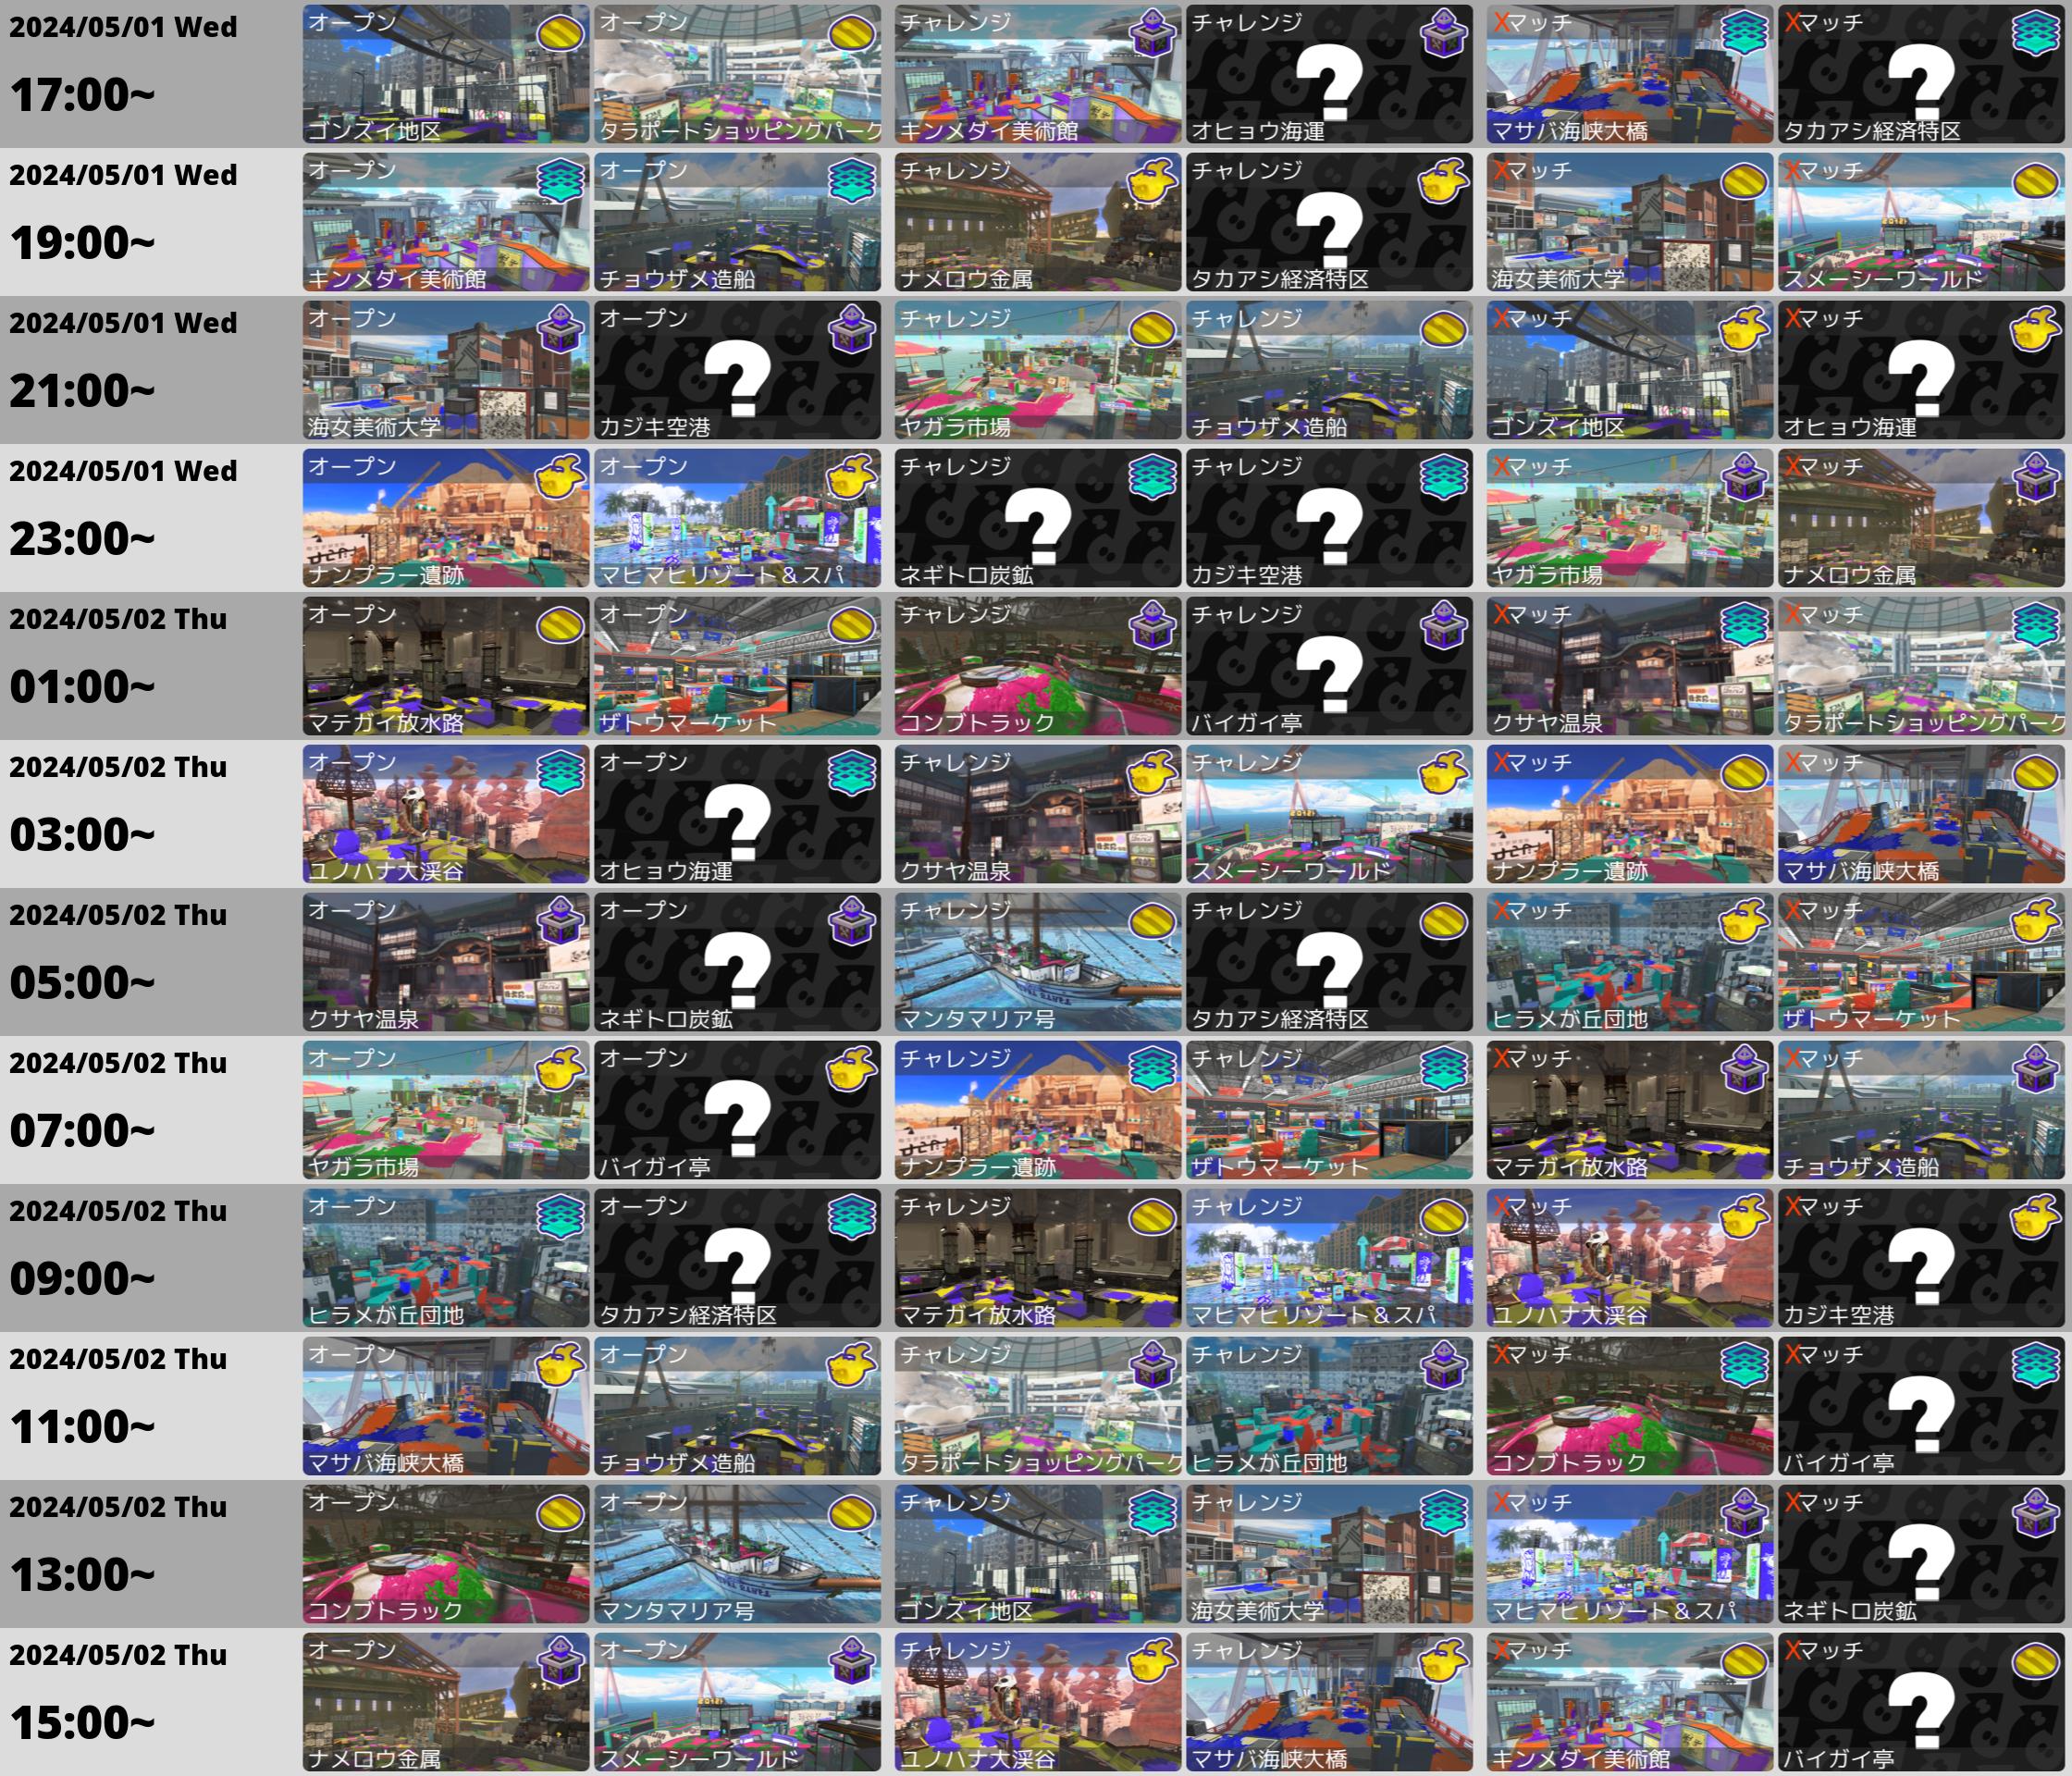 2024/05/01 Wed
17:00~
オープン オープン チャレンジ チャレンジ Xマッチ Xマッチ
ゴンズイ地区 タラポートショッピングパーク キンメダイ美術館 オヒョウ海運 マサバ海峡大橋 タカアシ経済特区
2024/05/01 Wed
19:00~
オープン オープン チャレンジ チャレンジ Xマッチ Xマッチ
キンメダイ美術館 チョウザメ造船 ナメロウ金属 タカアシ経済特区 海女美術大学 スメーシーワールド
2024/05/01 Wed
21:00~
オープン オープン チャレンジ チャレンジ Xマッチ Xマッチ
海女美術大学 カジキ空港 ヤガラ市場 チョウザメ造船 ゴンズイ地区 オヒョウ海運
2024/05/01 Wed
23:00~
オープン オープン チャレンジ チャレンジ Xマッチ Xマッチ
ナンプラー遺跡 マヒマヒリゾート＆スパ ネギトロ炭鉱 カジキ空港 ヤガラ市場 ナメロウ金属
2024/05/02 Thu
01:00~
オープン オープン チャレンジ チャレンジ Xマッチ Xマッチ
マテガイ放水路 ザトウマーケット コンブトラック バイガイ亭 クサヤ温泉 タラポートショッピングパーク
2024/05/02 Thu
03:00~
オープン オープン チャレンジ チャレンジ Xマッチ Xマッチ
ユノハナ大渓谷 オヒョウ海運 クサヤ温泉 スメーシーワールド ナンプラー遺跡 マサバ海峡大橋
2024/05/02 Thu
05:00~
オープン オープン チャレンジ チャレンジ Xマッチ Xマッチ
クサヤ温泉 ネギトロ炭鉱 マンタマリア号 タカアシ経済特区 ヒラメが丘団地 ザトウマーケット
2024/05/02 Thu
07:00~
オープン オープン チャレンジ チャレンジ Xマッチ Xマッチ
ヤガラ市場 バイガイ亭 ナンプラー遺跡 ザトウマーケット マテガイ放水路 チョウザメ造船
2024/05/02 Thu
09:00~
オープン オープン チャレンジ チャレンジ Xマッチ Xマッチ
ヒラメが丘団地 タカアシ経済特区 マテガイ放水路 マヒマヒリゾート＆スパ ユノハナ大渓谷 カジキ空港
2024/05/02 Thu
11:00~
オープン オープン チャレンジ チャレンジ Xマッチ Xマッチ
マサバ海峡大橋 チョウザメ造船 タラポートショッピングパーク ヒラメが丘団地 コンブトラック バイガイ亭
2024/05/02 Thu
13:00~
オープン オープン チャレンジ チャレンジ Xマッチ Xマッチ
コンブトラック マンタマリア号 ゴンズイ地区 海女美術大学 マヒマヒリゾート＆スパ ネギトロ炭鉱
2024/05/02 Thu
15:00~
オープン オープン チャレンジ チャレンジ Xマッチ Xマッチ
ナメロウ金属 スメーシーワールド ユノハナ大渓谷 マサバ海峡大橋 キンメダイ美術館 バイガイ亭